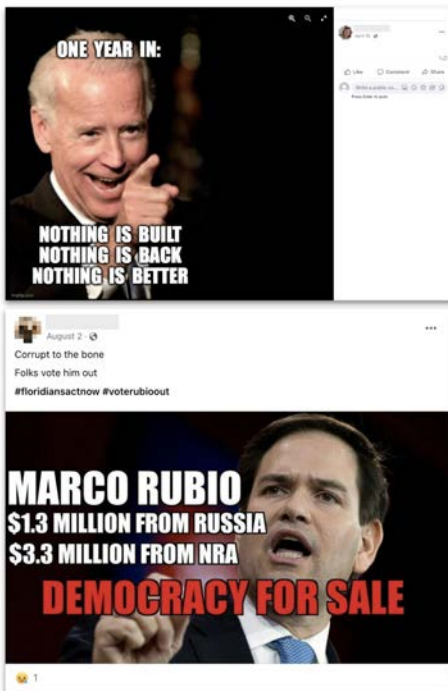 ONE YEAR IN:
NOTHING IS BUILT
NOTHING IS BACK
NOTHING IS BETTER
Like Comment Share
August 2
Corrupt to the bone
Folks vote him out
#floridiansactnow #voterubioout
MARCO RUBIO
$1.3 MILLION FROM RUSSIA
$3.3 MILLION FROM NRA
DEMOCRACY FOR SALE
1